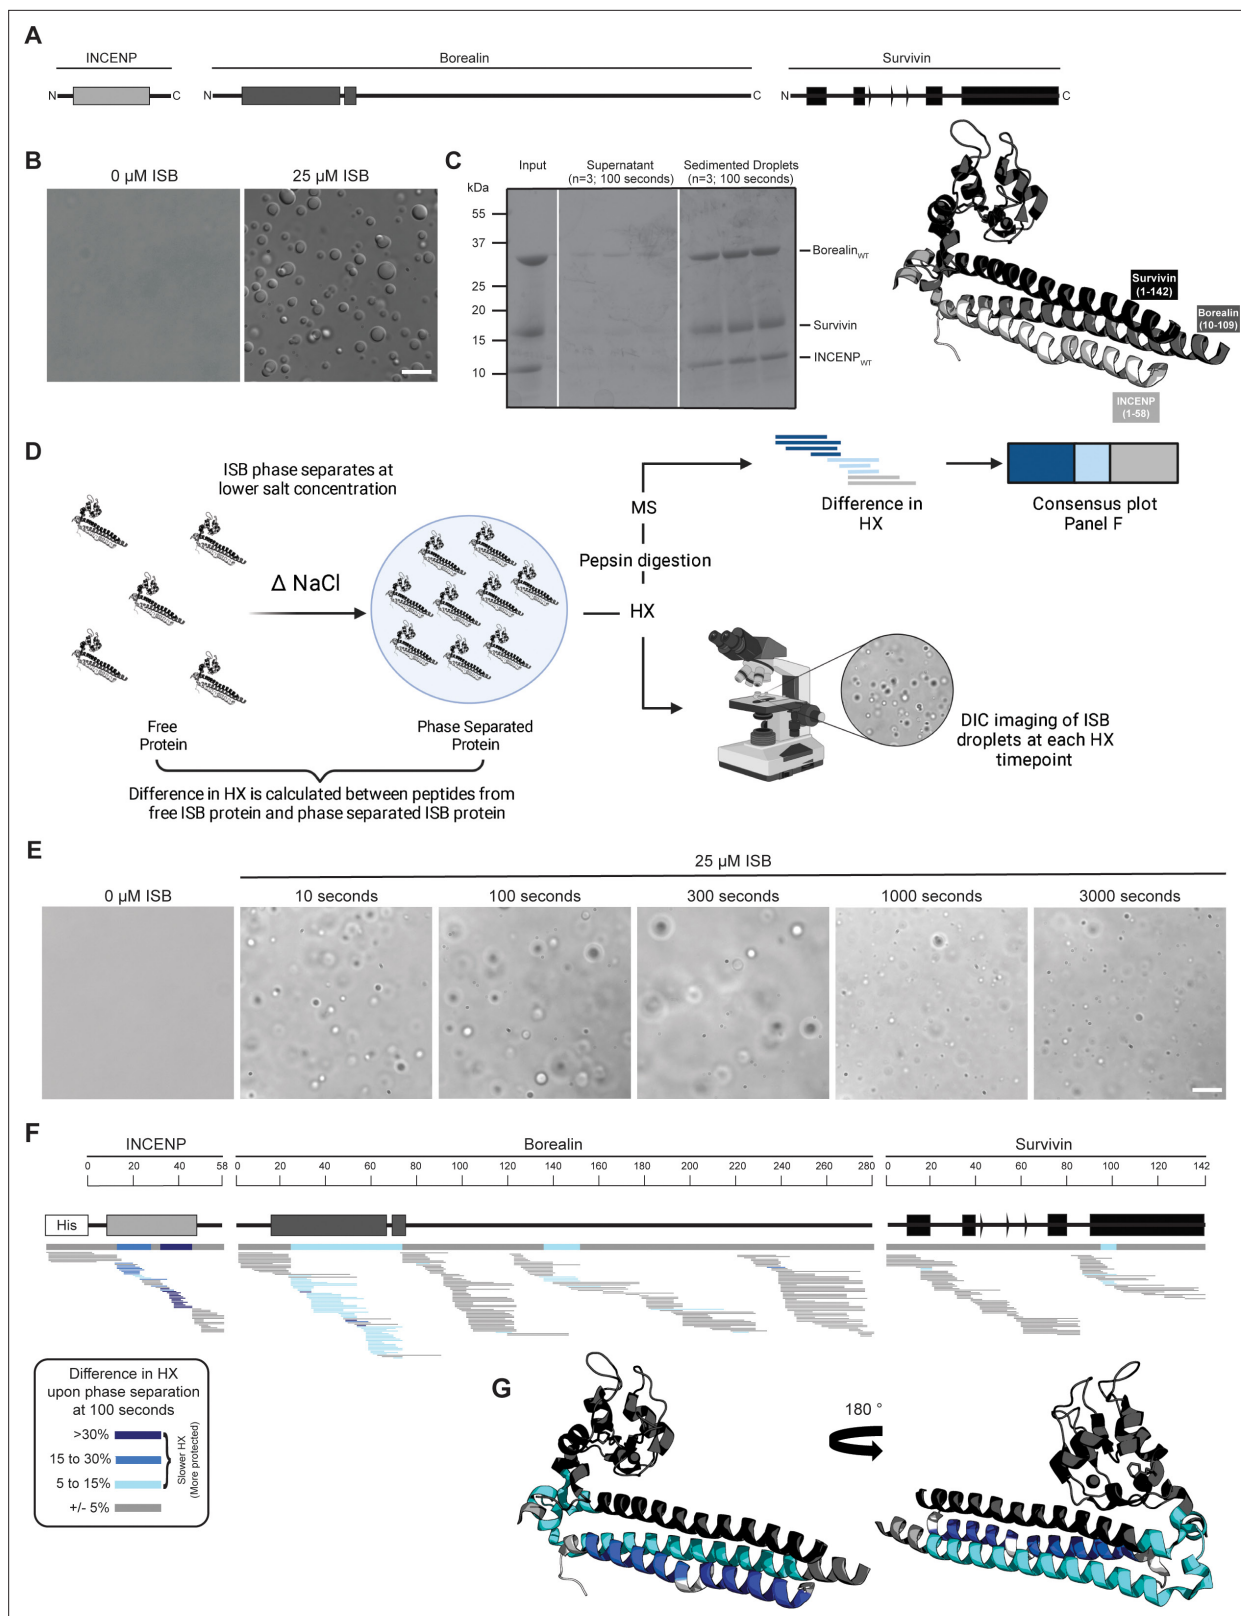 A
INCENP
Borealin
Survivin
N
C
N
C
N
C
B
0 µM ISB
25 µM ISB
C
Input
Supernatant
(n=3; 100 seconds)
Sedimented Droplets
(n=3; 100 seconds)
kDa
55
37
25
20
15
10
BorealinWT
Survivin
INCENPWT
Survivin
(1-142)
Borealin
(10-109)
INCENP
(1-58)
D
ISB phase separates at
lower salt concentration
Δ NaCl
Free
Protein
Phase Separated
Protein
Difference in HX is calculated between peptides from
free ISB protein and phase separated ISB protein
MS
Pepsin digestion
HX
Difference in
HX
Consensus plot
Panel F
DIC imaging of ISB
droplets at each HX
timepoint
E
25 µM ISB
0 µM ISB
10 seconds
100 seconds
300 seconds
1000 seconds
3000 seconds
F
INCENP
Borealin
Survivin
0 20 40 58
0 20 40 60 80 100 120 140 160 180 200 220 240 260 280
0 20 40 60 80 100 120 142
His
Difference in HX
upon phase separation
at 100 seconds
>30%
15 to 30%
5 to 15%
+/- 5%
Slower HX
(More protected)
G
180 °